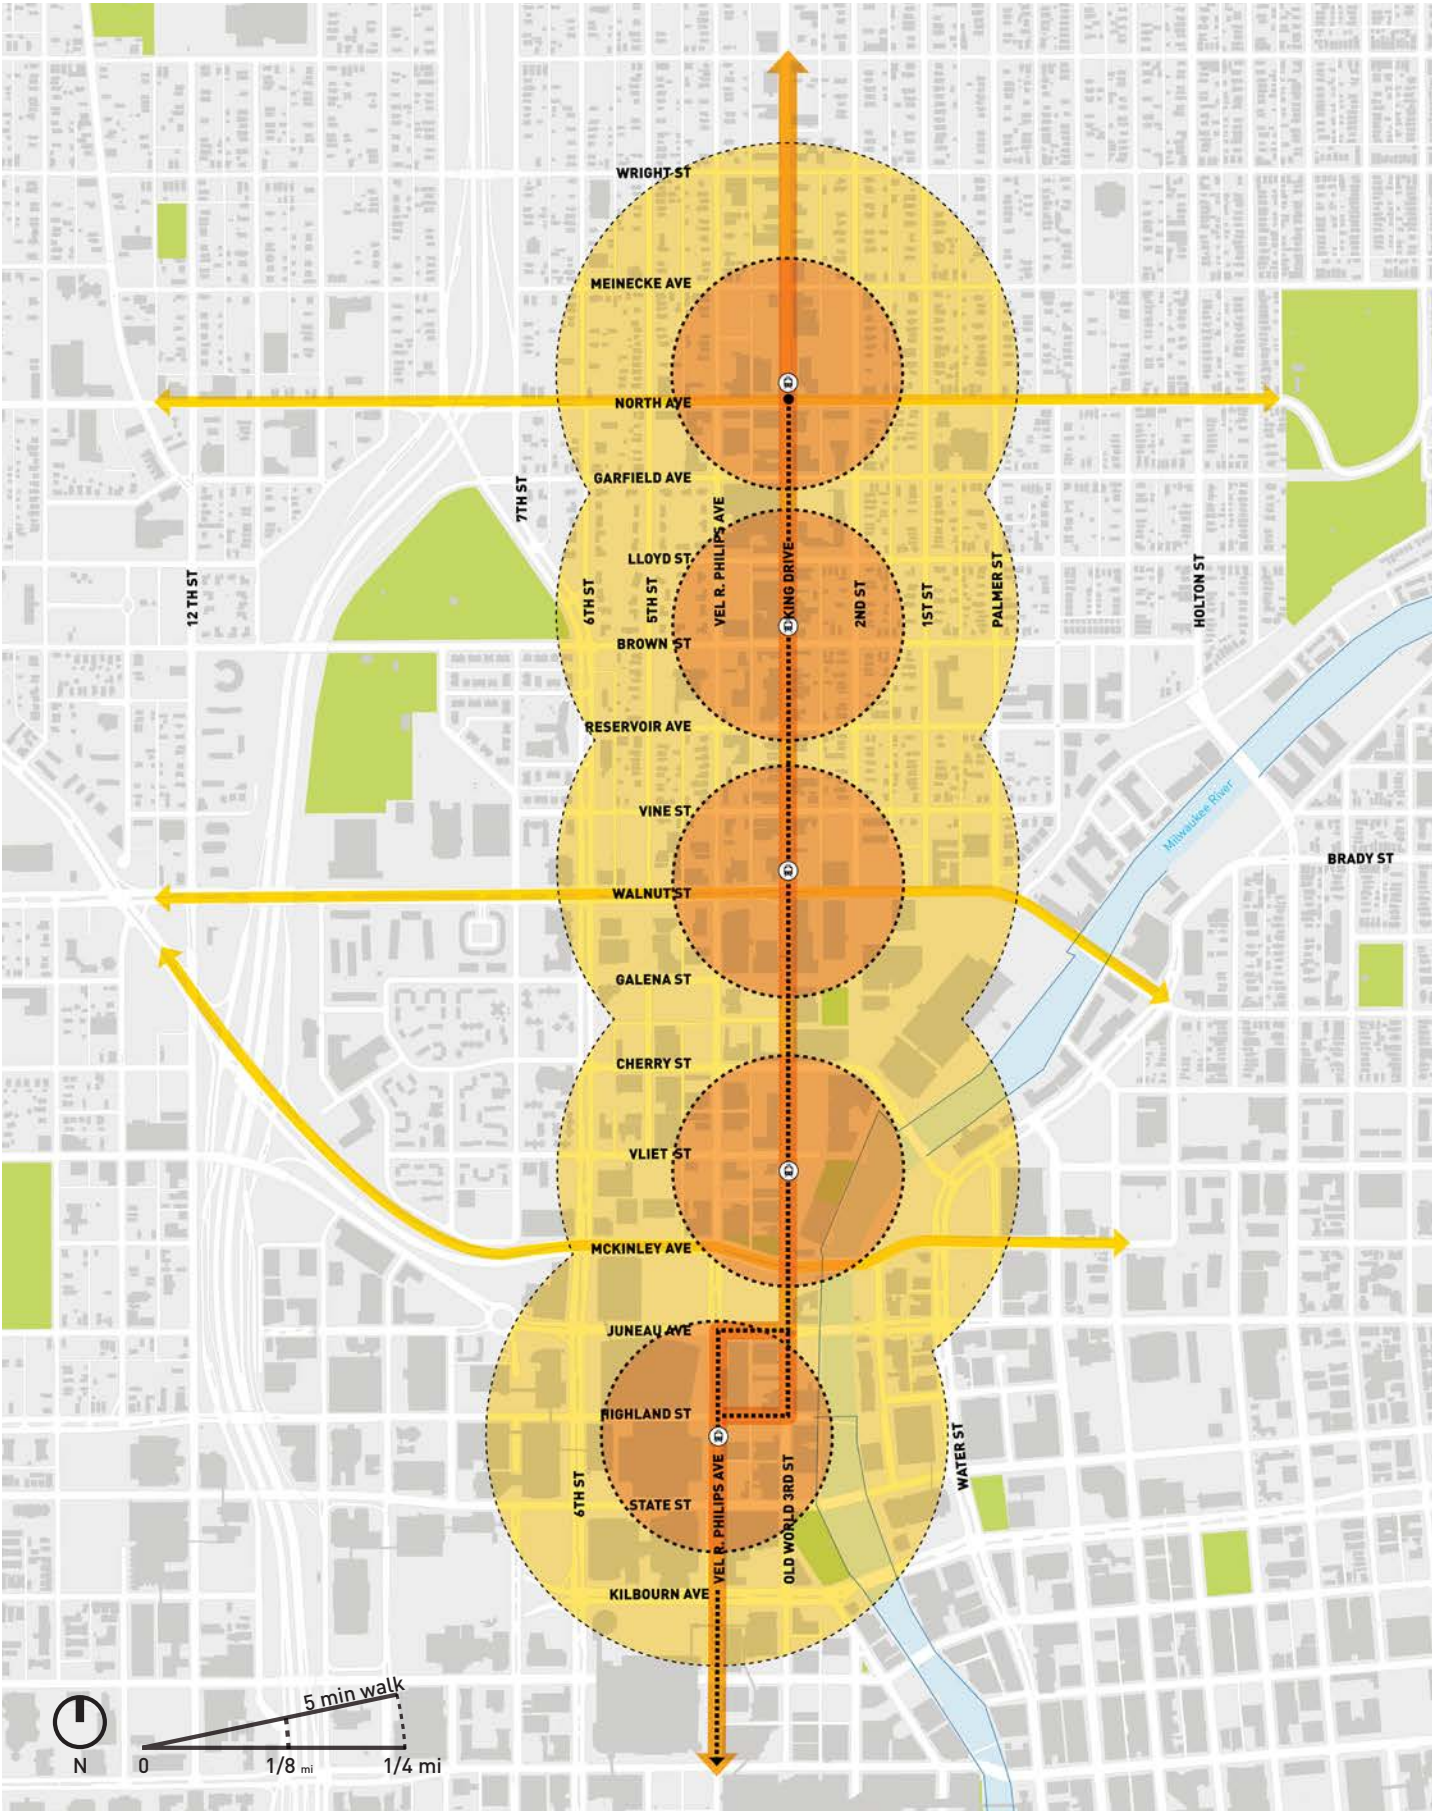 WRIGHT ST
MEINECKE AVE
NORTH AVE
GARFIELD AVE
7TH ST
VEL R. PHILIPS AVE
KING DRIVE
LLOYD ST
12 TH ST
6TH ST
5TH ST
2ND ST
1ST ST
PALMER ST
HOLTON ST
BROWN ST
RESERVOIR AVE
VINE ST
Milwaukee River
BRADY ST
WALNUT ST
GALENA ST
CHERRY ST
VLIET ST
MCKINLEY AVE
JUNEAU AVE
HIGHLAND ST
WATER ST
6TH ST
STATE ST
VEL R. PHILIPS AVE
OLD WORLD 3RD ST
KILBOURN AVE
5 min walk
N
0
1/8 mi
1/4 mi